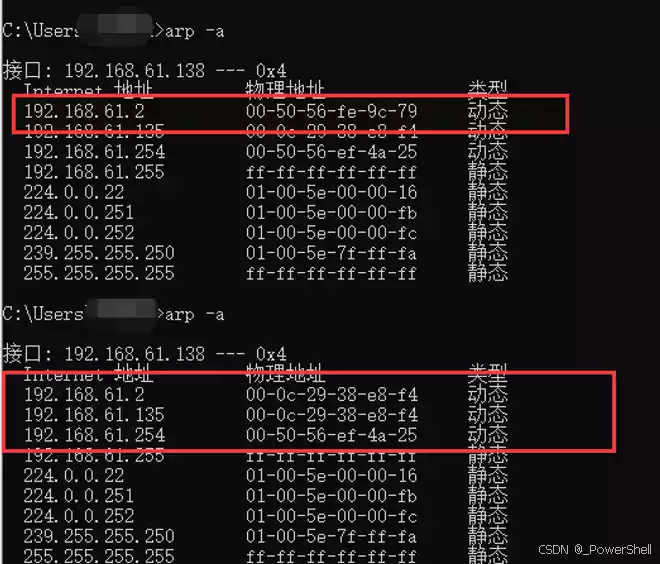 C:\Users\ >arp -a
接口: 192.168.61.138 --- 0x4
Internet 地址 物理地址 类型
192.168.61.2 00-50-56-fe-9c-79 动态
192.168.61.135 00-0c-29-38-e8-f4 动态
192.168.61.254 00-50-56-ef-4a-25 动态
192.168.61.255 ff-ff-ff-ff-ff-ff 静态
224.0.0.22 01-00-5e-00-00-16 静态
224.0.0.251 01-00-5e-00-00-fb 静态
224.0.0.252 01-00-5e-00-00-fc 静态
239.255.255.250 01-00-5e-7f-ff-fa 静态
255.255.255.255 ff-ff-ff-ff-ff-ff 静态
C:\Users >arp -a
接口: 192.168.61.138 --- 0x4
Internet 地址 物理地址 类型
192.168.61.2 00-0c-29-38-e8-f4 动态
192.168.61.135 00-0c-29-38-e8-f4 动态
192.168.61.254 00-50-56-ef-4a-25 动态
192.168.61.255 ff-ff-ff-ff-ff-ff 静态
224.0.0.22 01-00-5e-00-00-16 静态
224.0.0.251 01-00-5e-00-00-fb 静态
224.0.0.252 01-00-5e-00-00-fc 静态
239.255.255.250 01-00-5e-7f-ff-fa 静态
255.255.255.255 ff-ff-ff-ff-ff-ff 静态
CSDN @_PowerShell